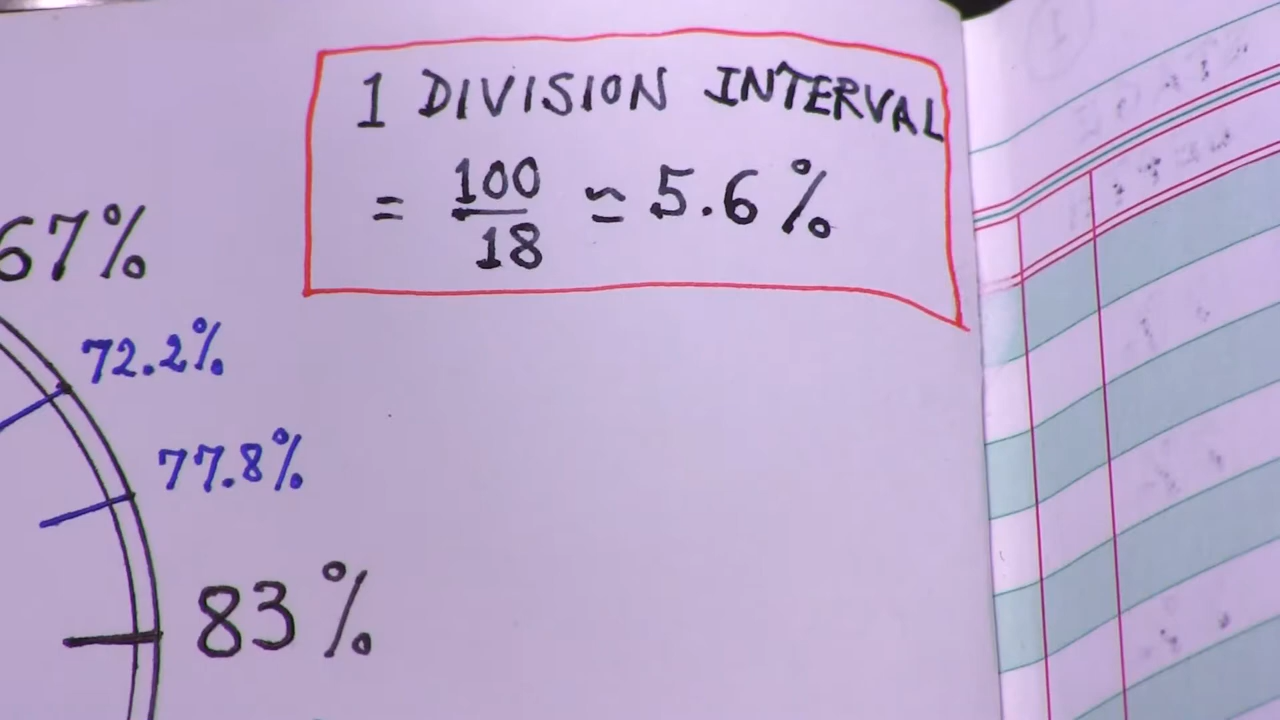 1 DIVISION INTERVAL
= 100/18 ≃ 5.6%
67%
72.2%
77.8%
83%